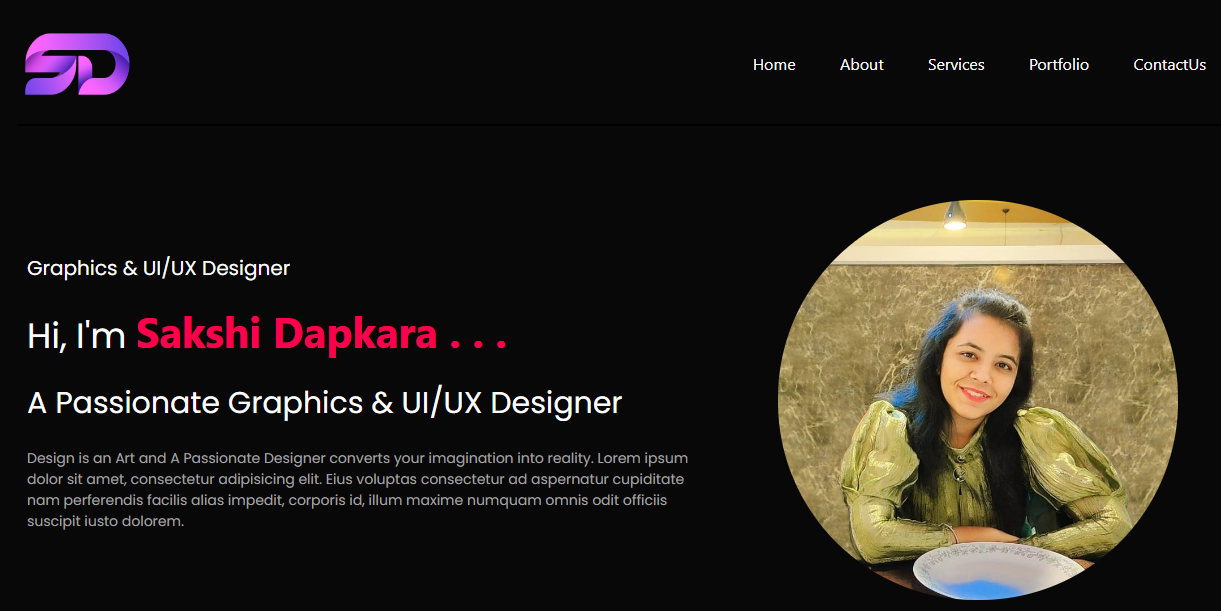 SD
Home About Services Portfolio ContactUs
Graphics & UI/UX Designer
Hi, I'm Sakshi Dapkara . . .
A Passionate Graphics & UI/UX Designer
Design is an Art and A Passionate Designer converts your imagination into reality. Lorem ipsum
dolor sit amet, consectetur adipisicing elit. Eius voluptas consectetur ad aspernatur cupiditate
nam perferendis facilis alias impedit, corporis id, illum maxime numquam omnis odit officiis
suscipit iusto dolorem.